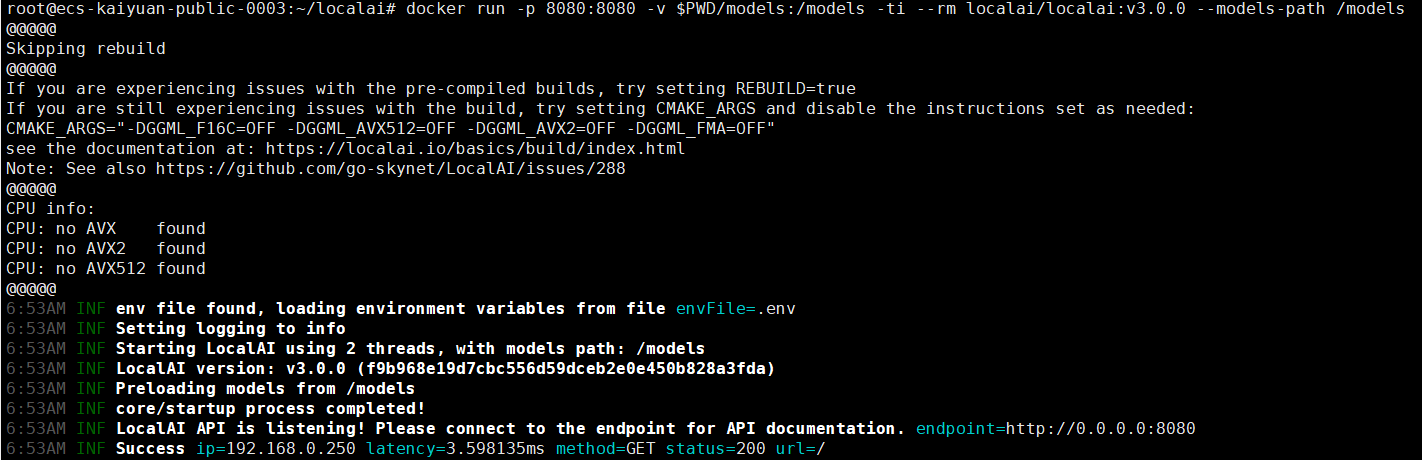 root@ecs-kaiyuan-public-0003:~/localai# docker run -p 8080:8080 -v $PWD/models:/models -ti --rm localai/localai:v3.0.0 --models-path /models
@@@@@
Skipping rebuild
@@@@@
If you are experiencing issues with the pre-compiled builds, try setting REBUILD=true
If you are still experiencing issues with the build, try setting CMAKE_ARGS and disable the instructions set as needed:
CMAKE_ARGS="-DGGML_F16C=OFF -DGGML_AVX512=OFF -DGGML_AVX2=OFF -DGGML_FMA=OFF"
see the documentation at: https://localai.io/basics/build/index.html
Note: See also https://github.com/go-skynet/LocalAI/issues/288
@@@@@
CPU info:
CPU: no AVX    found
CPU: no AVX2   found
CPU: no AVX512 found
@@@@@
6:53AM INF env file found, loading environment variables from file envFile=.env
6:53AM INF Setting logging to info
6:53AM INF Starting LocalAI using 2 threads, with models path: /models
6:53AM INF LocalAI version: v3.0.0 (f9b968e19d7cbc556d59dceb2e0e450b828a3fda)
6:53AM INF Preloading models from /models
6:53AM INF core/startup process completed!
6:53AM INF LocalAI API is listening! Please connect to the endpoint for API documentation. endpoint=http://0.0.0.0:8080
6:53AM INF Success ip=192.168.0.250 latency=3.598135ms method=GET status=200 url=/